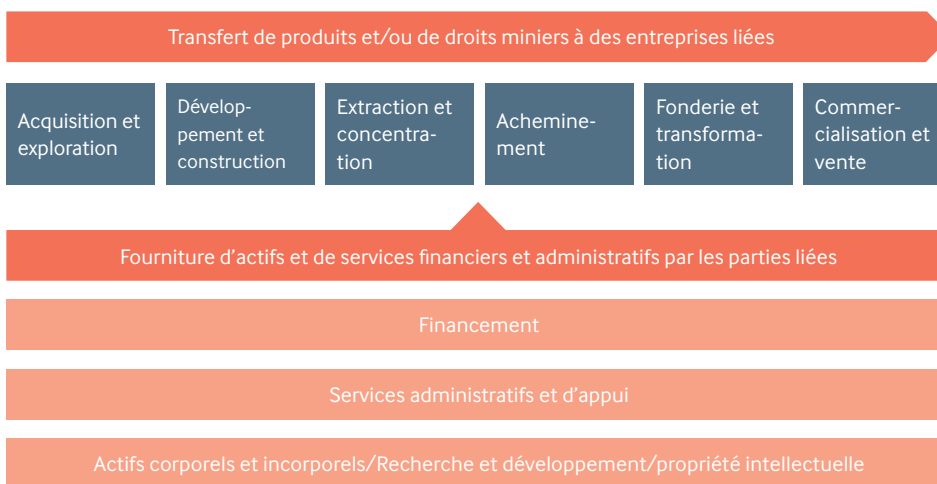 Transfert de produits et/ou de droits miniers à des entreprises liées
Acquisition et
exploration
Dévelop-
pement et
construction
Extraction et
concentra-
tion
Achemine-
ment
Fonderie et
transforma-
tion
Commer-
cialisation et
vente
Fourniture d'actifs et de services financiers et administratifs par les parties liées
Financement
Services administratifs et d'appui
Actifs corporels et incorporels/Recherche et développement/propriété intellectuelle